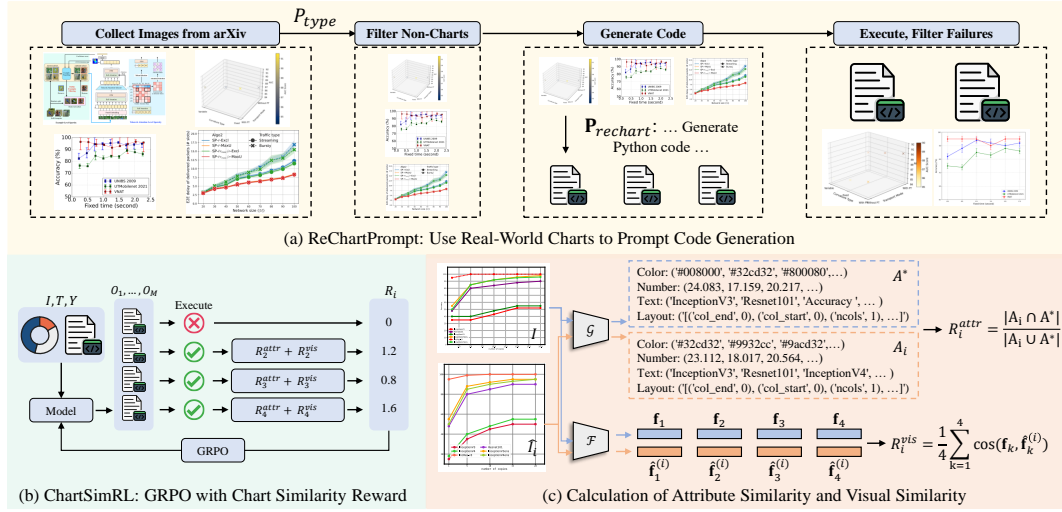 P_type
Collect Images from arXiv
Filter Non-Charts
Generate Code
Execute, Filter Failures
Accuracy (%)
Fixed time (second)
UNIBS 2009
UTMobilenet 2021
VNAT
Network size (n)
Traffic type
Streaming
Bursty
P_rechart: … Generate
Python code …
(a) ReChartPrompt: Use Real-World Charts to Prompt Code Generation
I,T,Y
O_1,…,O_M
Execute
R_i
0
R_2^attr + R_2^vis
1.2
R_3^attr + R_3^vis
0.8
R_4^attr + R_4^vis
1.6
Model
GRPO
(b) ChartSimRL: GRPO with Chart Similarity Reward
I
Î_i
G
F
Color: ('#008000', '#32cd32', '#800080',…)
A*
Number: (24.083, 17.159, 20.217, …)
Text: ('InceptionV3', 'Resnet101', 'Accuracy ', … )
Layout: ('[('col_end', 0), ('col_start', 0), ('ncols', 1), …]')
Color: ('#32cd32', '#9932cc', '#9acd32',…)
A_i
Number: (23.112, 18.017, 20.564, …)
Text: ('InceptionV3', 'Resnet101', 'InceptionV4', … )
Layout: ('[('col_end', 0), ('col_start', 0), ('ncols', 1), …]')
R_i^attr = |A_i ∩ A*| / |A_i ∪ A*|
f_1 f_2 f_3 f_4
f̂_1^(i) f̂_2^(i) f̂_3^(i) f̂_4^(i)
R_i^vis = 1/4 ∑_{k=1}^4 cos(f_k, f̂_k^(i))
(c) Calculation of Attribute Similarity and Visual Similarity